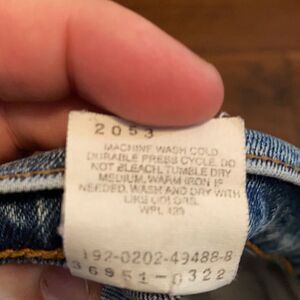 2053
MACHINE WASH COLD
DURABLE PRESS CYCLE. DO
NOT BLEACH. TUMBLE DRY
MEDIUM. WARM IRON IF
NEEDED. WASH AND DRY WITH
LIKE COLORS.
WPL 423
192-0202-49488-8
36951-0322